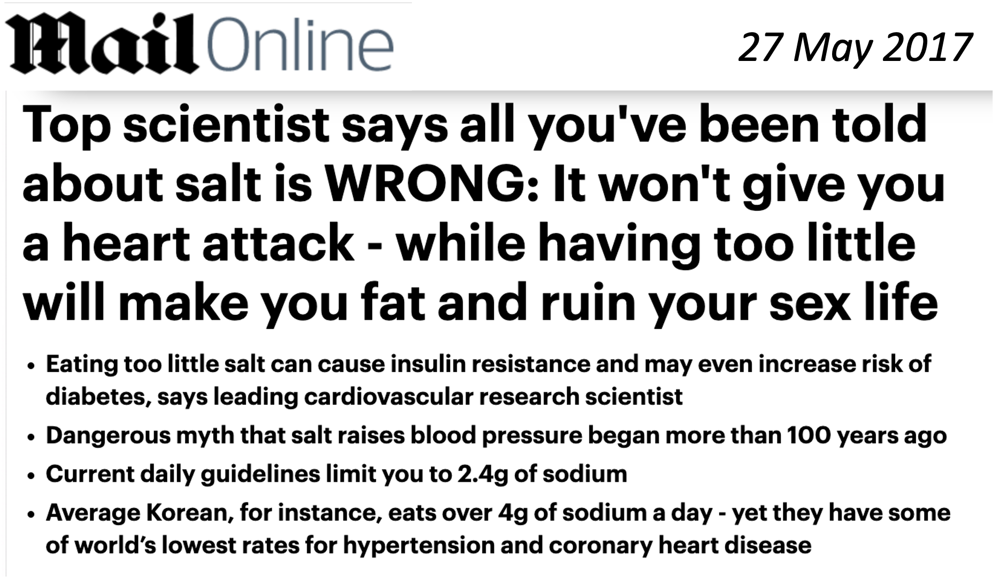 Mail Online
27 May 2017
Top scientist says all you've been told
about salt is WRONG: It won't give you
a heart attack - while having too little
will make you fat and ruin your sex life
• Eating too little salt can cause insulin resistance and may even increase risk of
diabetes, says leading cardiovascular research scientist
• Dangerous myth that salt raises blood pressure began more than 100 years ago
• Current daily guidelines limit you to 2.4g of sodium
• Average Korean, for instance, eats over 4g of sodium a day - yet they have some
of world’s lowest rates for hypertension and coronary heart disease